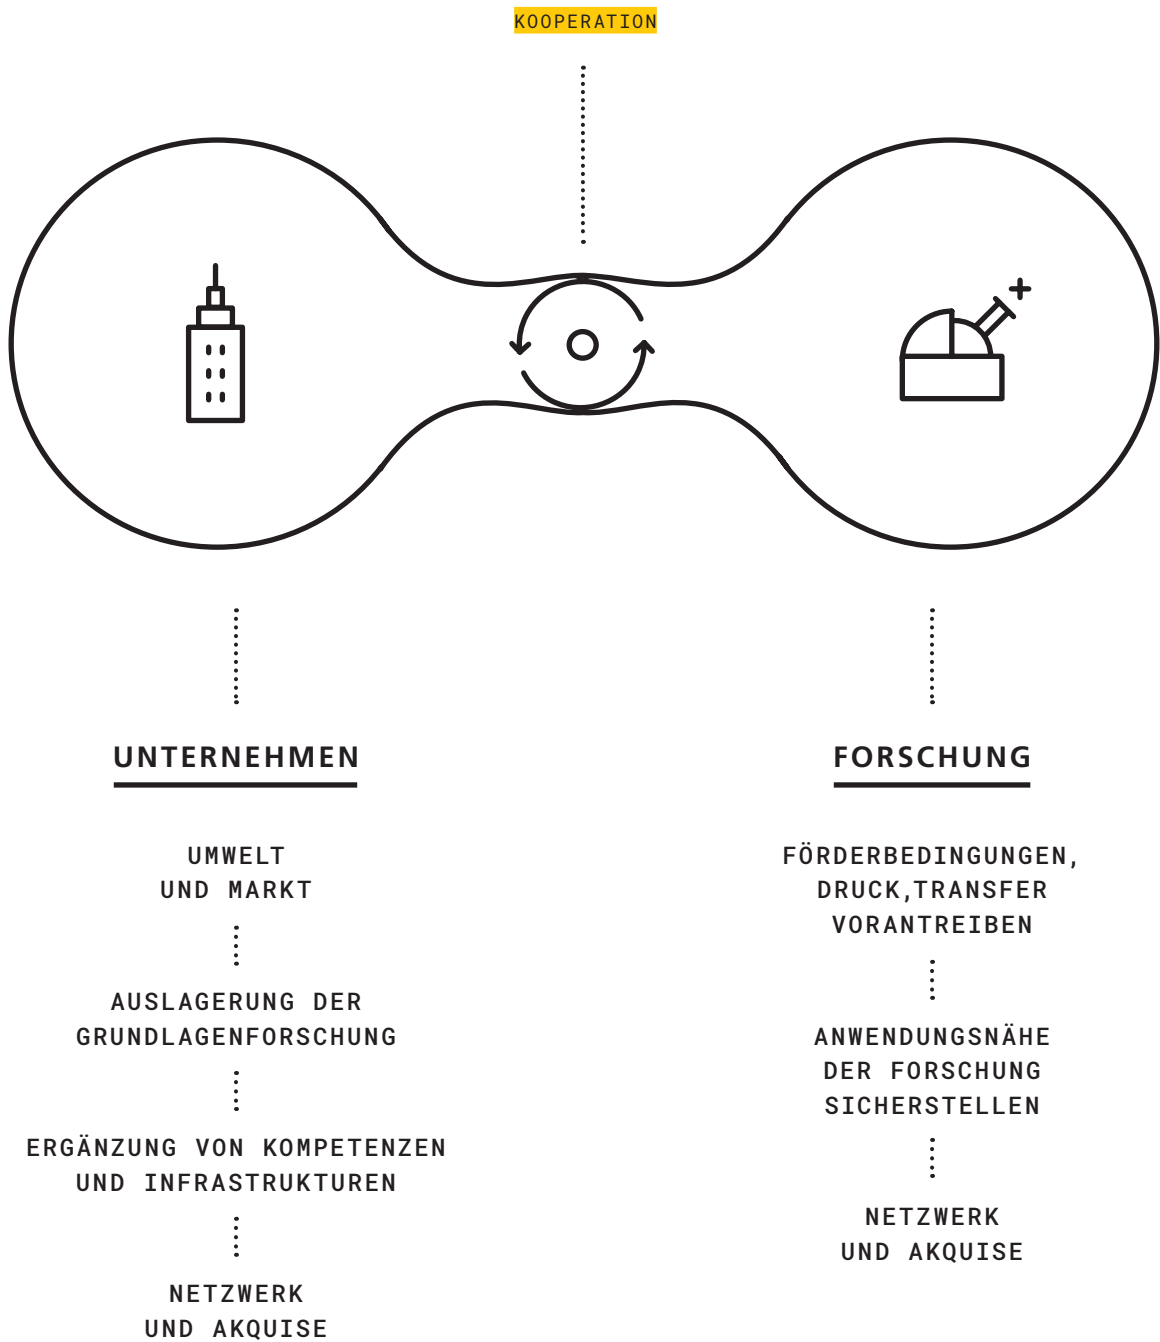 KOOPERATION
UNTERNEHMEN
UMWELT
UND MARKT
AUSLAGERUNG DER
GRUNDLAGENFORSCHUNG
ERGÄNZUNG VON KOMPETENZEN
UND INFRASTRUKTUREN
NETZWERK
UND AKQUISE
FORSCHUNG
FÖRDERBEDINGUNGEN,
DRUCK,TRANSFER
VORANTREIBEN
ANWENDUNGSNÄHE
DER FORSCHUNG
SICHERSTELLEN
NETZWERK
UND AKQUISE